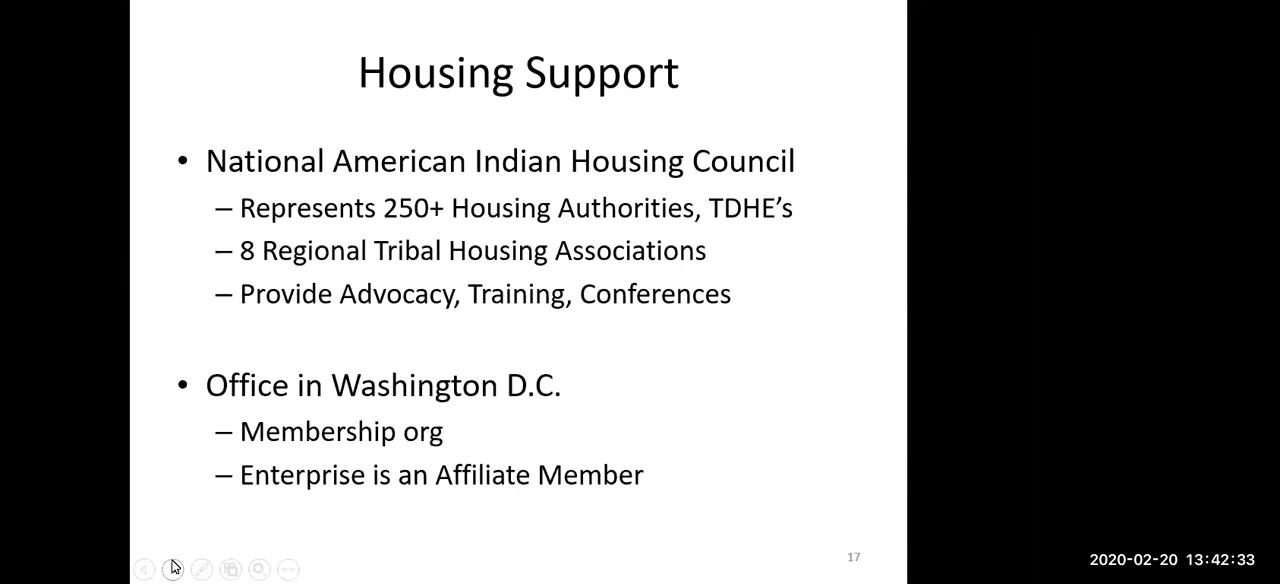 Housing Support
• National American Indian Housing Council
– Represents 250+ Housing Authorities, TDHE’s
– 8 Regional Tribal Housing Associations
– Provide Advocacy, Training, Conferences
• Office in Washington D.C.
– Membership org
– Enterprise is an Affiliate Member
17
2020-02-20 13:42:33